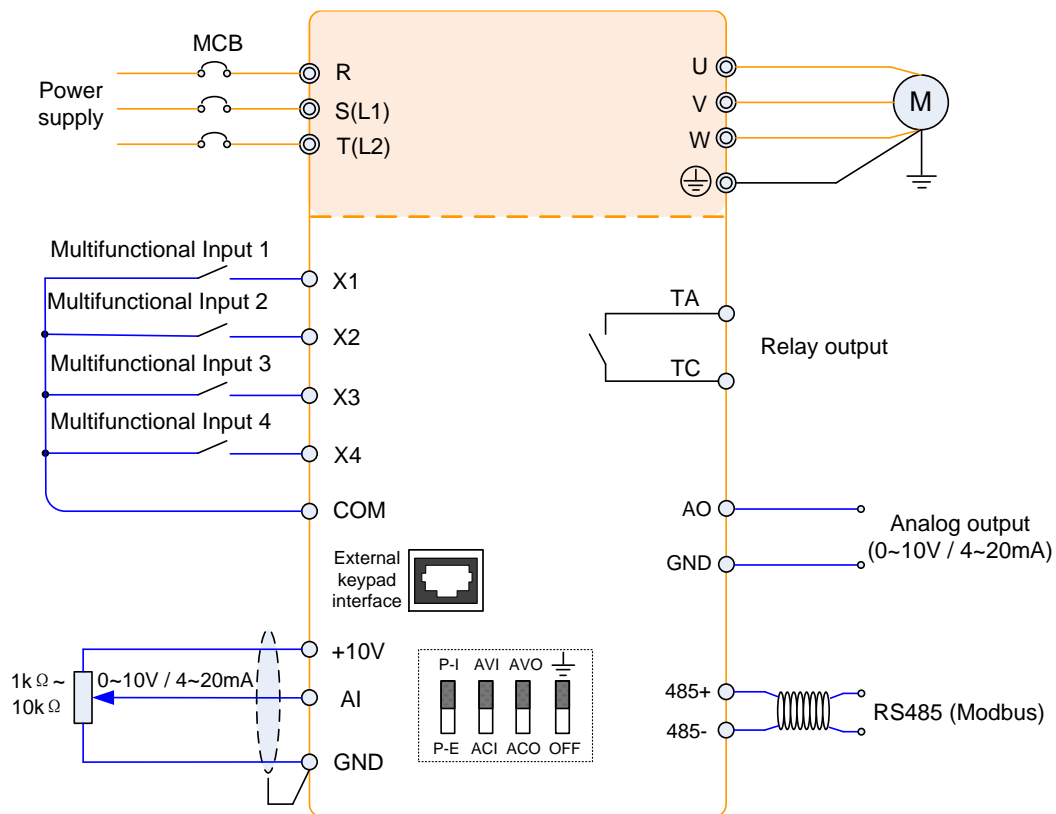 MCB
Power
supply
R
S(L1)
T(L2)
U
V
W
M
Multifunctional Input 1
X1
Multifunctional Input 2
X2
Multifunctional Input 3
X3
Multifunctional Input 4
X4
COM
TA
TC
Relay output
AO
GND
Analog output
(0~10V / 4~20mA)
External
keypad
interface
+10V
1kΩ~
10kΩ
0~10V / 4~20mA
AI
GND
P-I AVI AVO
P-E ACI ACO OFF
485+
485-
RS485 (Modbus)